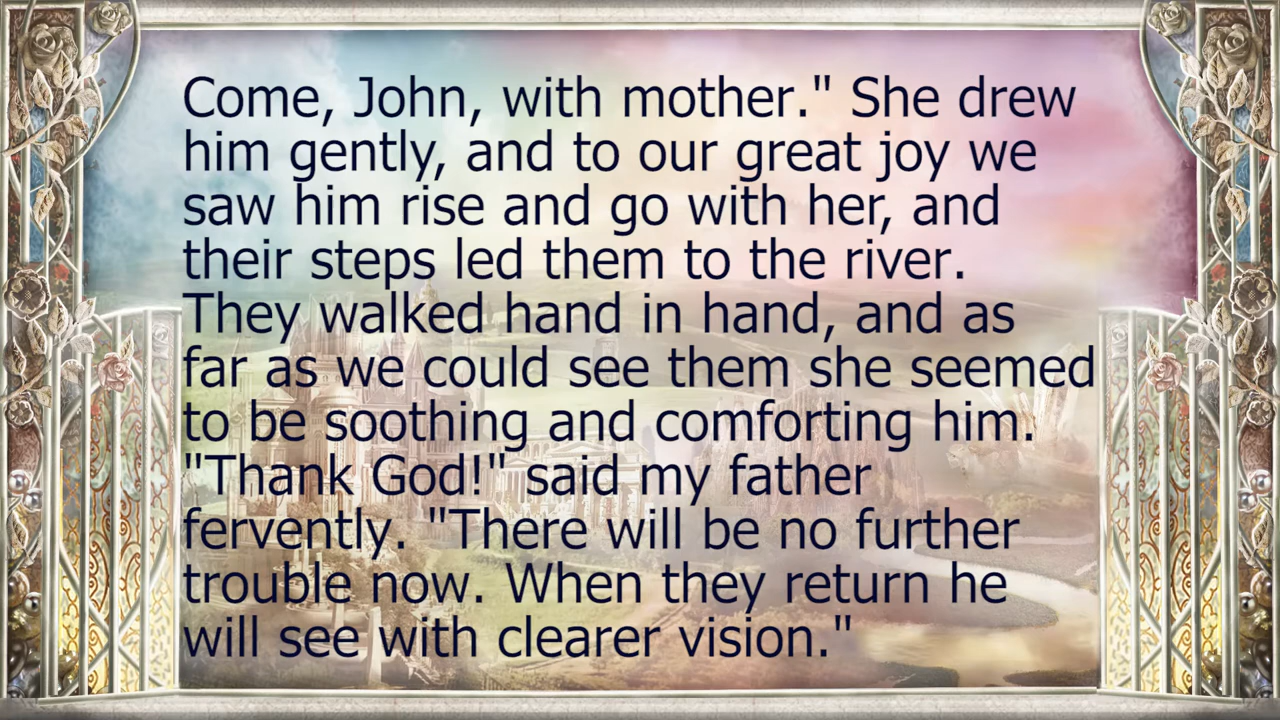 Come, John, with mother." She drew
him gently, and to our great joy we
saw him rise and go with her, and
their steps led them to the river.
They walked hand in hand, and as
far as we could see them she seemed
to be soothing and comforting him.
"Thank God!" said my father
fervently. "There will be no further
trouble now. When they return he
will see with clearer vision."